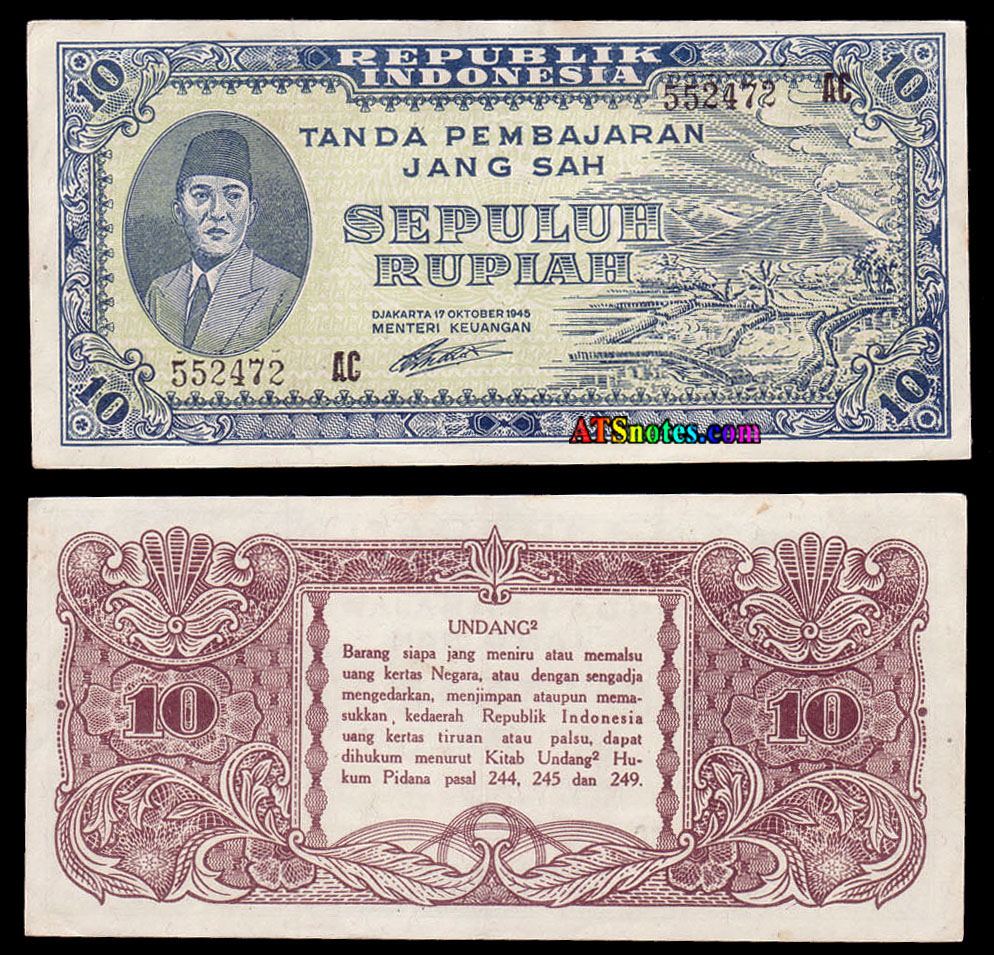 10
REPUBLIK
INDONESIA
10
552472 AC
TANDA PEMBAJARAN
JANG SAH
SEPULUH
RUPIAH
DJAKARTA 17 OKTOBER 1945
MENTERI KEUANGAN
552472 AC
10
10
ATSnotes.com
UNDANG²
Barang siapa jang meniru atau memalsu
uang kertas Negara, atau dengan sengadja
mengedarkan, menjimpan ataupun mema-
sukkan, kedaerah Republik Indonesia
uang kertas tiruan atau palsu, dapat
dihukum menurut Kitab Undang² Hu-
kum Pidana pasal 244, 245 dan 249.
10
10